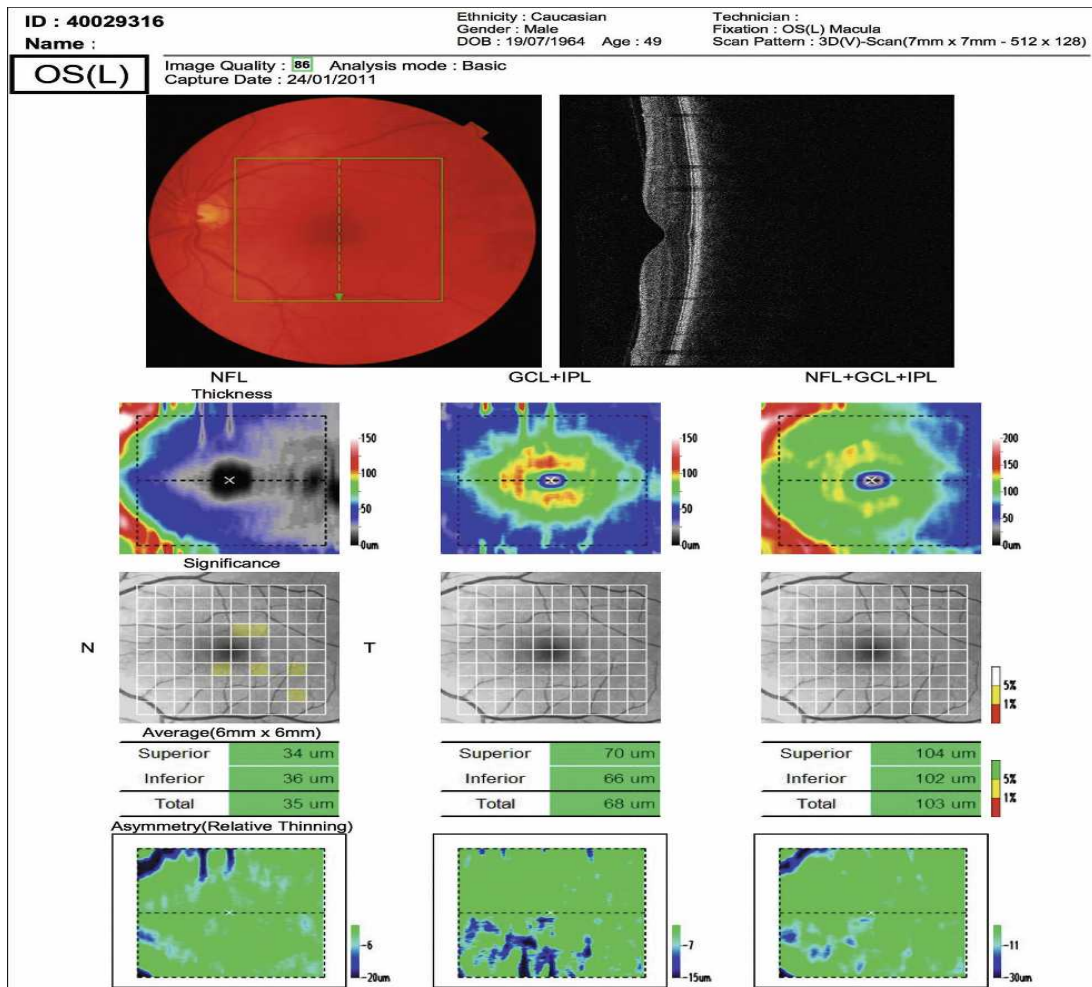 ID : 40029316
Name :
Ethnicity : Caucasian
Gender : Male
DOB : 19/07/1964 Age : 49
Technician :
Fixation : OS(L) Macula
Scan Pattern : 3D(V)-Scan(7mm x 7mm - 512 x 128)
OS(L)
Image Quality : 86 Analysis mode : Basic
Capture Date : 24/01/2011
NFL GCL+IPL NFL+GCL+IPL
Thickness
150
100
50
0um
150
100
50
0um
200
150
100
50
0um
Significance
N T
5%
1%
Average(6mm x 6mm)
Superior 34 um
Inferior 36 um
Total 35 um
Superior 70 um
Inferior 66 um
Total 68 um
Superior 104 um
Inferior 102 um
Total 103 um
5%
1%
Asymmetry(Relative Thinning)
-6
-20um
-7
-15um
-11
-30um